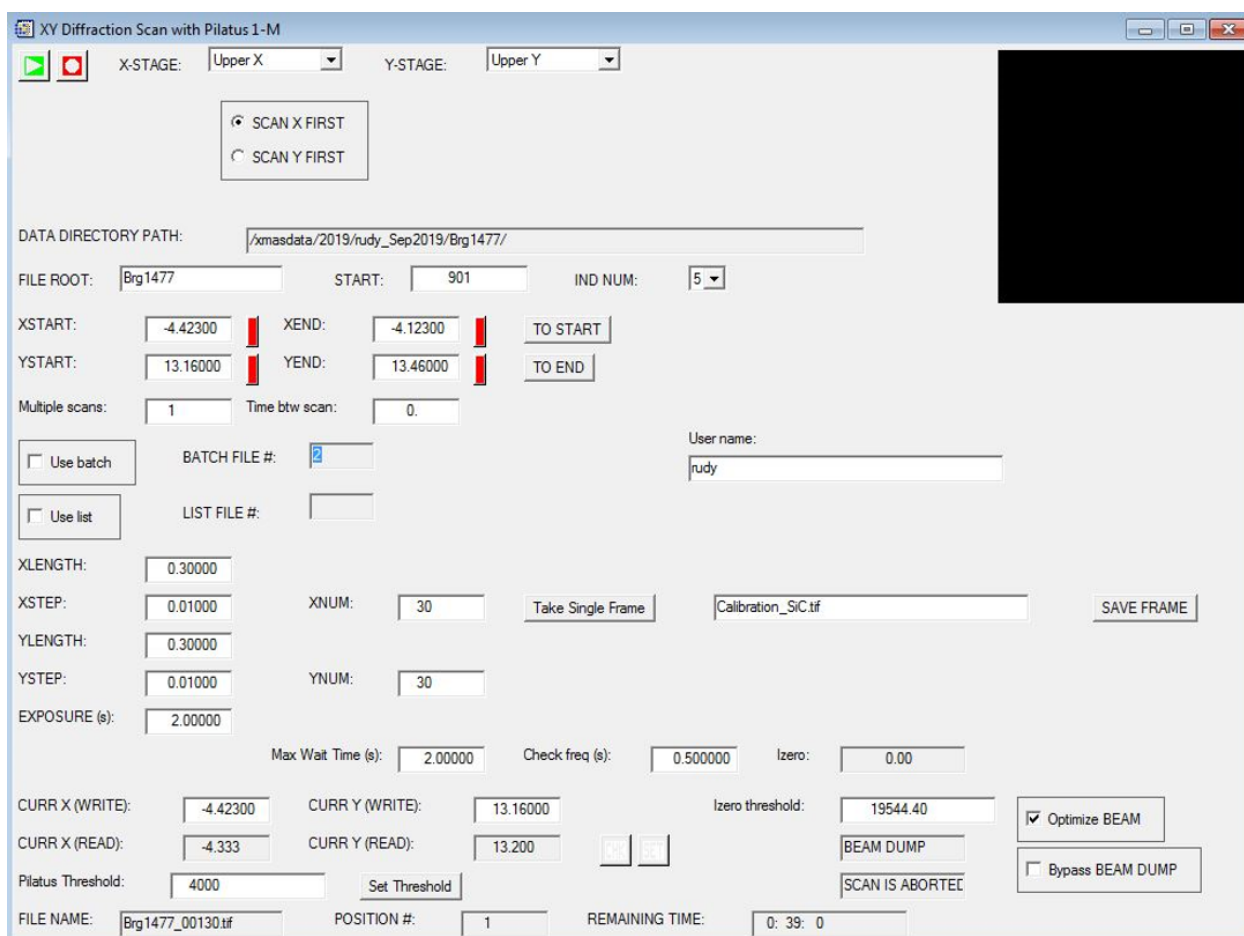 XY Diffraction Scan with Pilatus 1-M
X-STAGE: Upper X Y-STAGE: Upper Y
SCAN X FIRST
SCAN Y FIRST
DATA DIRECTORY PATH: /xmasdata/2019/rudy_Sep2019/Brg1477/
FILE ROOT: Brg1477 START: 901 IND NUM: 5
XSTART: -4.42300 XEND: -4.12300 TO START
YSTART: 13.16000 YEND: 13.46000 TO END
Multiple scans: 1 Time btw scan: 0.
User name:
Use batch BATCH FILE #: 2 rudy
Use list LIST FILE #:
XLENGTH: 0.30000
XSTEP: 0.01000 XNUM: 30 Take Single Frame Calibration_SiC.tif SAVE FRAME
YLENGTH: 0.30000
YSTEP: 0.01000 YNUM: 30
EXPOSURE (s): 2.00000
Max Wait Time (s): 2.00000 Check freq (s): 0.500000 Izero: 0.00
CURR X (WRITE): -4.42300 CURR Y (WRITE): 13.16000 Izero threshold: 19544.40 Optimize BEAM
CURR X (READ): -4.333 CURR Y (READ): 13.200 SET BEAM DUMP
Bypass BEAM DUMP
Pilatus Threshold: 4000 Set Threshold SCAN IS ABORTED
FILE NAME: Brg1477_00130.tif POSITION #: 1 REMAINING TIME: 0: 39: 0